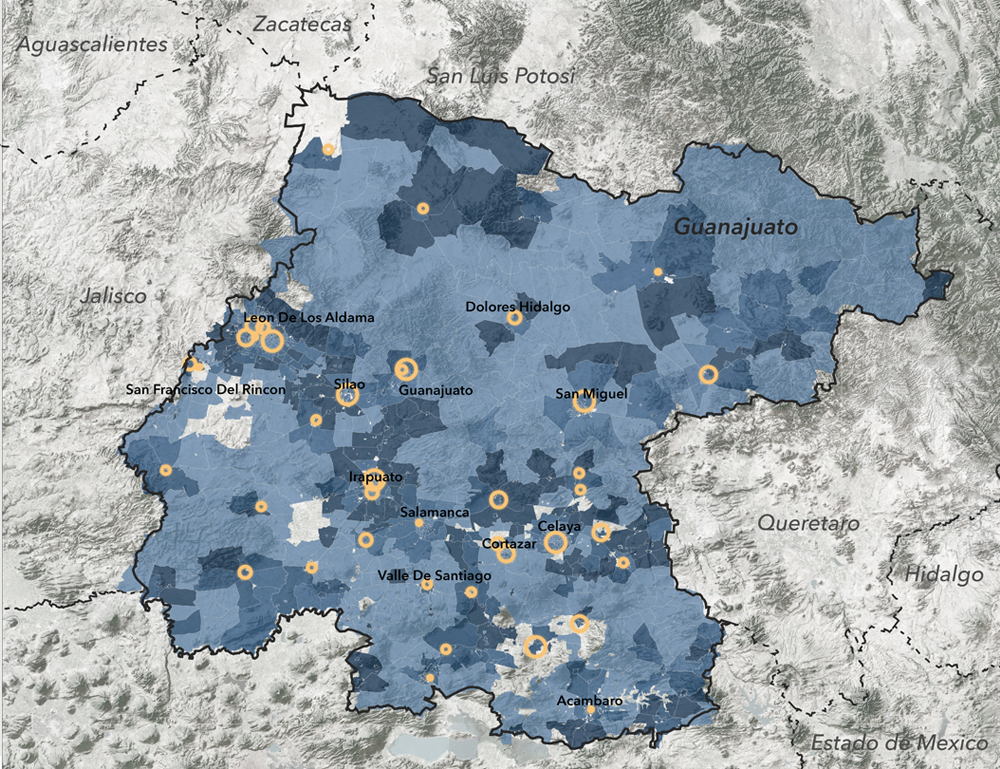 Zacatecas
Aguascalientes
San Luis Potosi
Guanajuato
Jalisco
Dolores Hidalgo
Leon De Los Aldama
Silao
San Francisco Del Rincon
Guanajuato
San Miguel
Irapuato
Salamanca
Celaya
Queretaro
Cortazar
Hidalgo
Valle De Santiago
Acambaro
Estado de Mexico